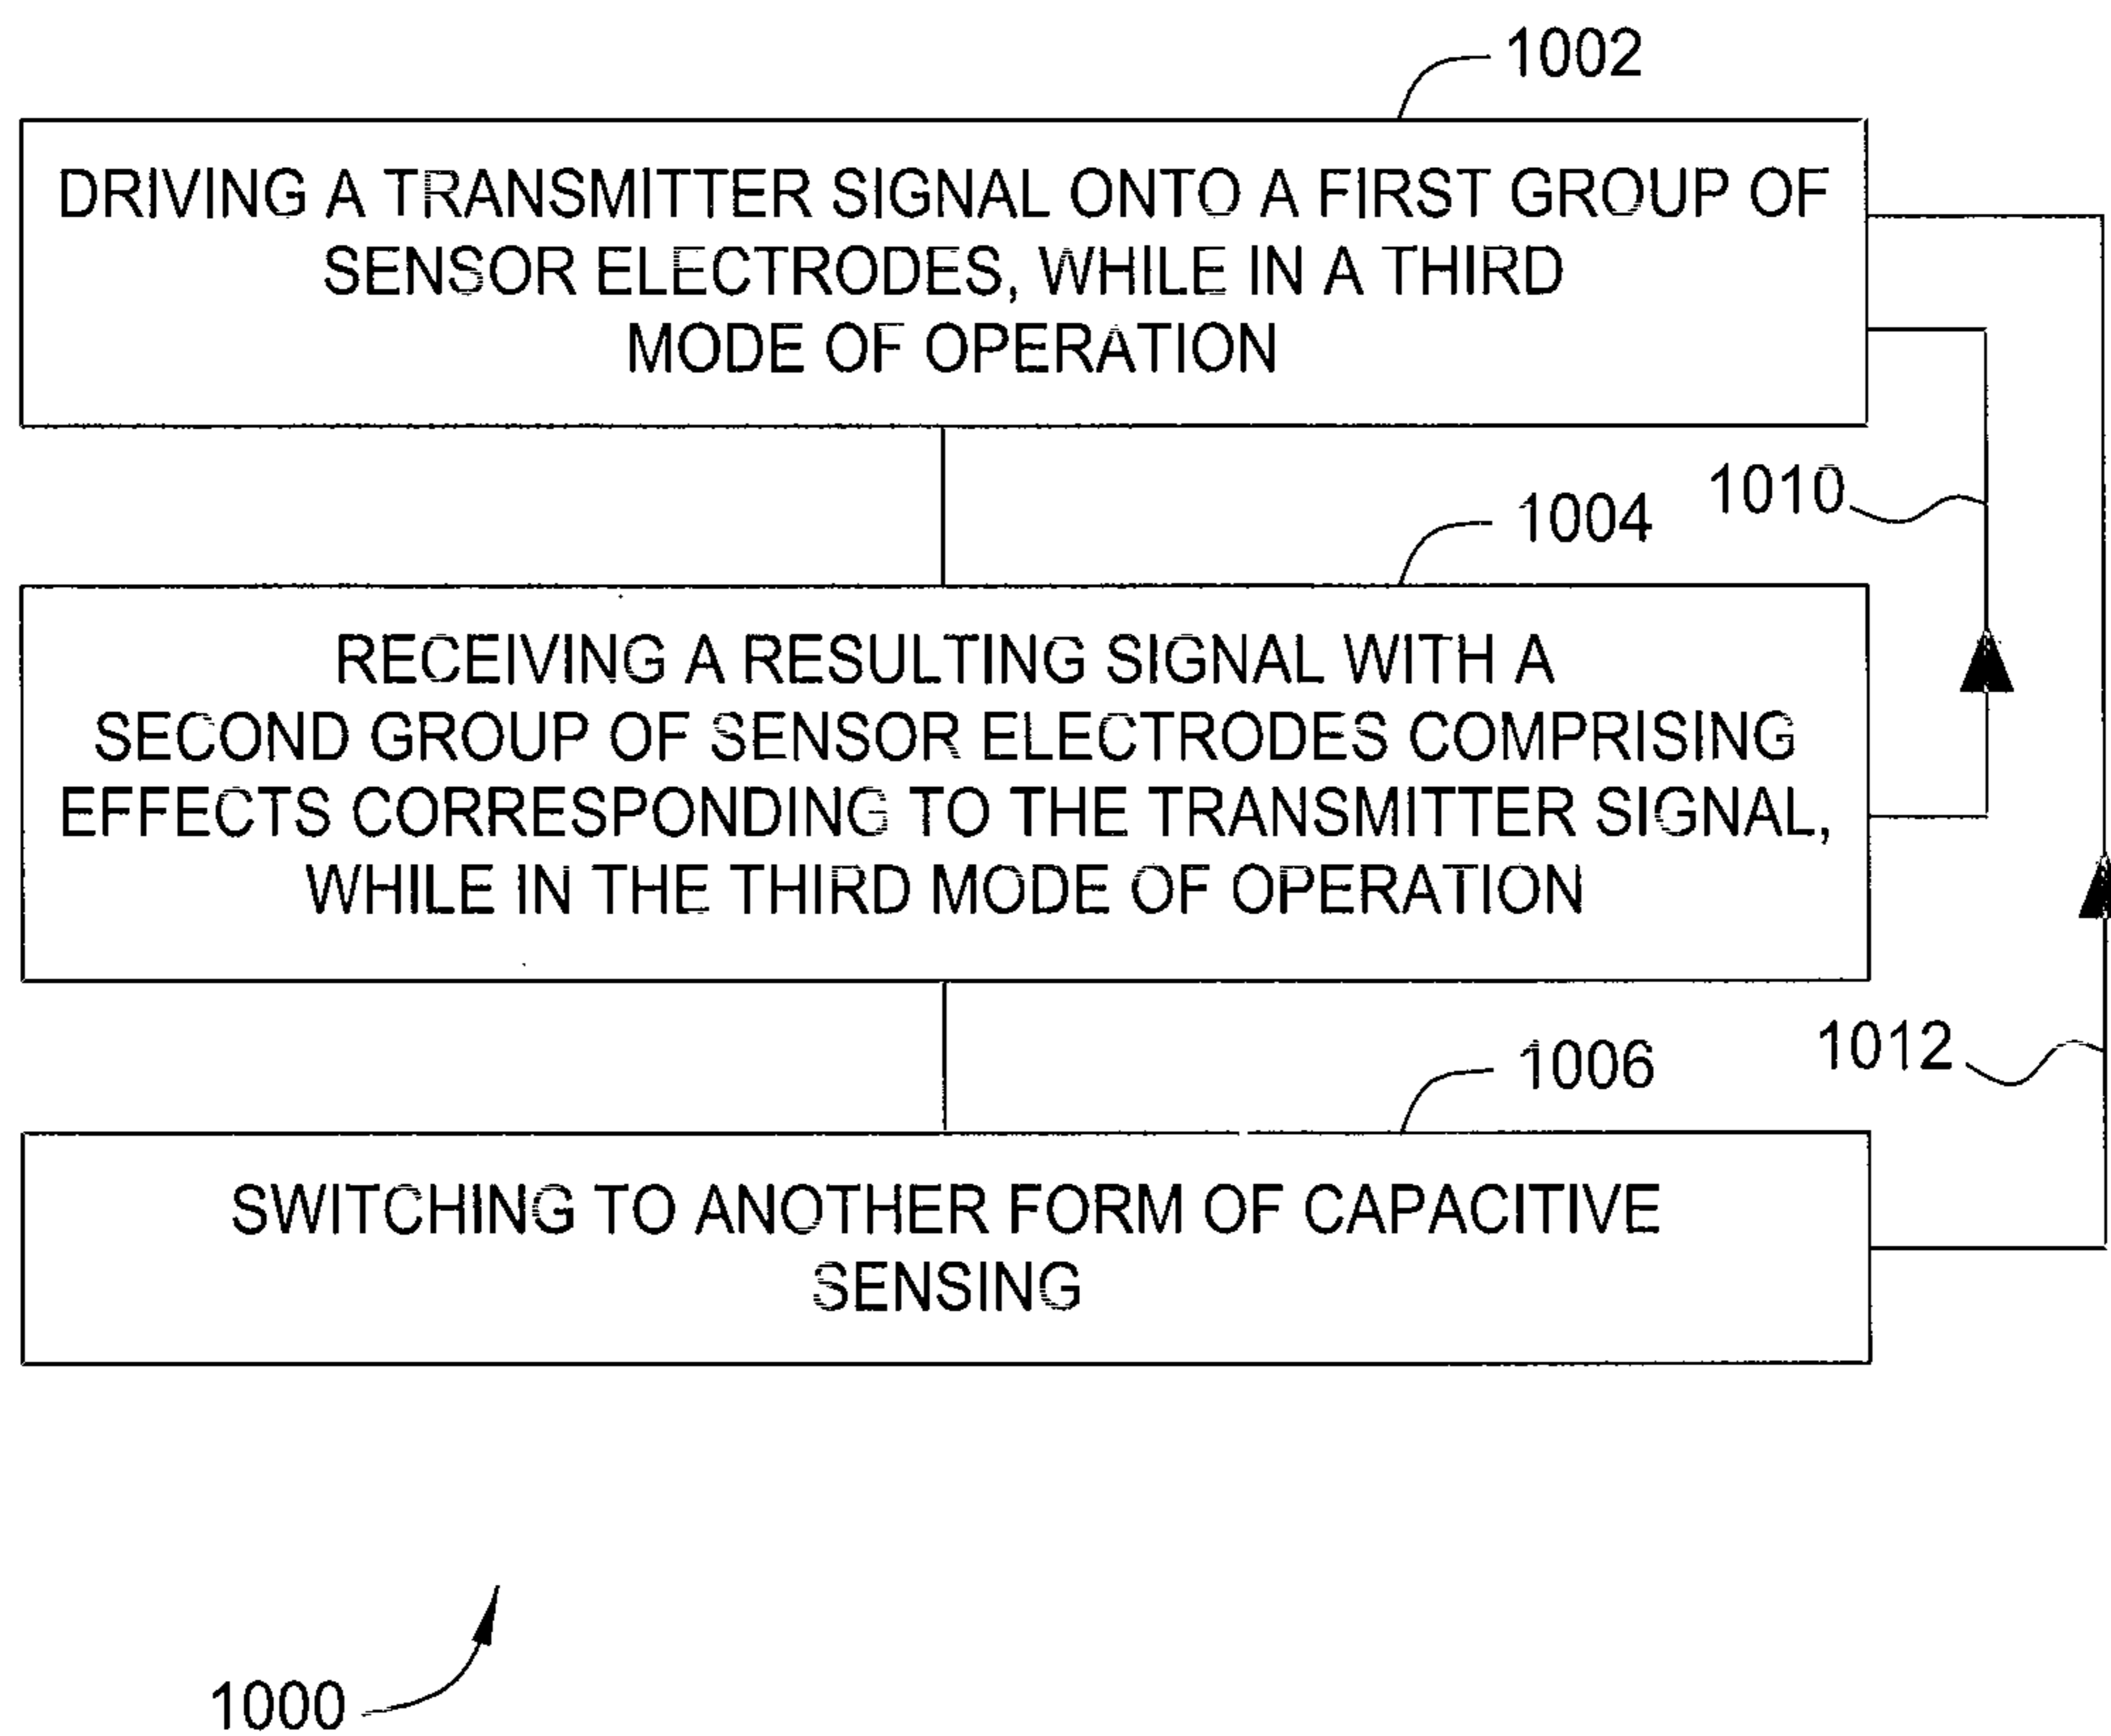 1002
DRIVING A TRANSMITTER SIGNAL ONTO A FIRST GROUP OF
SENSOR ELECTRODES, WHILE IN A THIRD
MODE OF OPERATION
1010
1004
RECEIVING A RESULTING SIGNAL WITH A
SECOND GROUP OF SENSOR ELECTRODES COMPRISING
EFFECTS CORRESPONDING TO THE TRANSMITTER SIGNAL,
WHILE IN THE THIRD MODE OF OPERATION
1012
1006
SWITCHING TO ANOTHER FORM OF CAPACITIVE
SENSING
1000